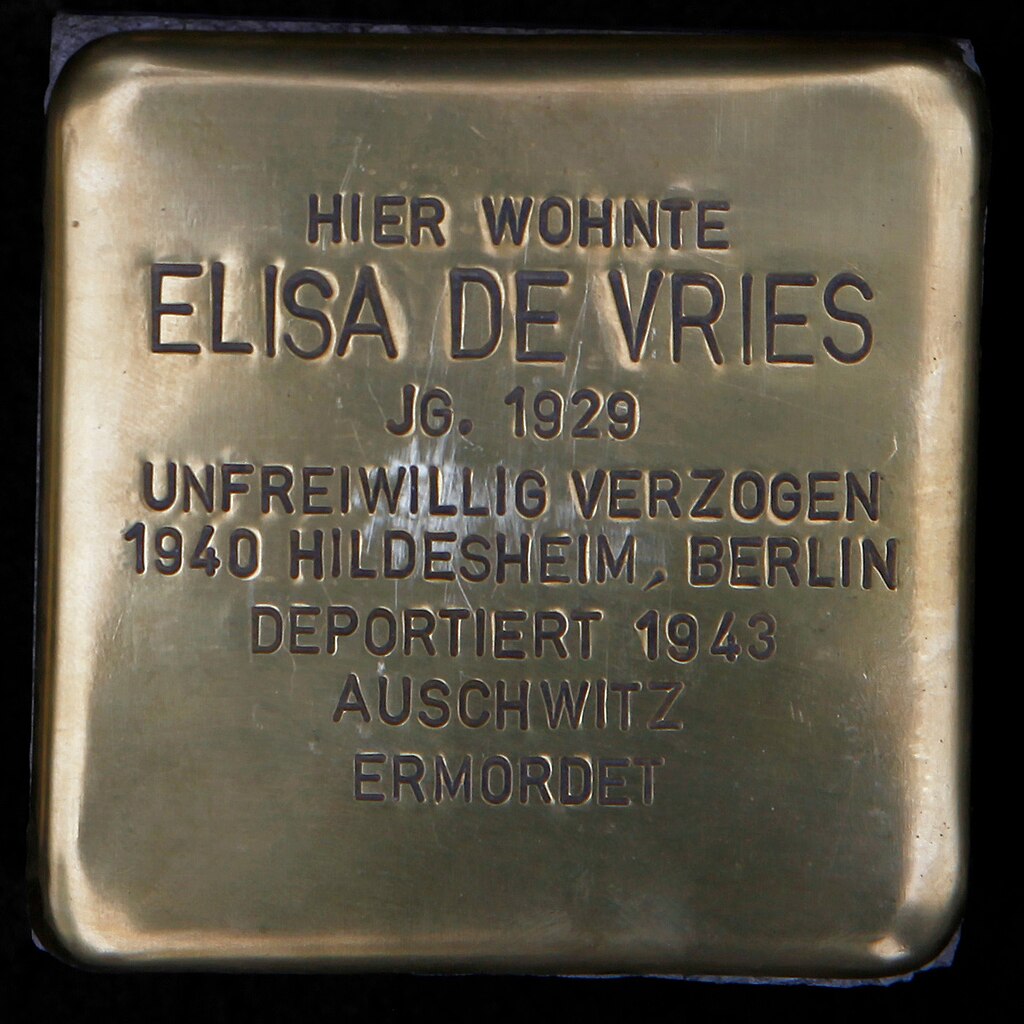 HIER WOHNTE
ELISA DE VRIES
JG. 1929
UNFREIWILLIG VERZOGEN
1940 HILDESHEIM, BERLIN
DEPORTIERT 1943
AUSCHWITZ
ERMORDET